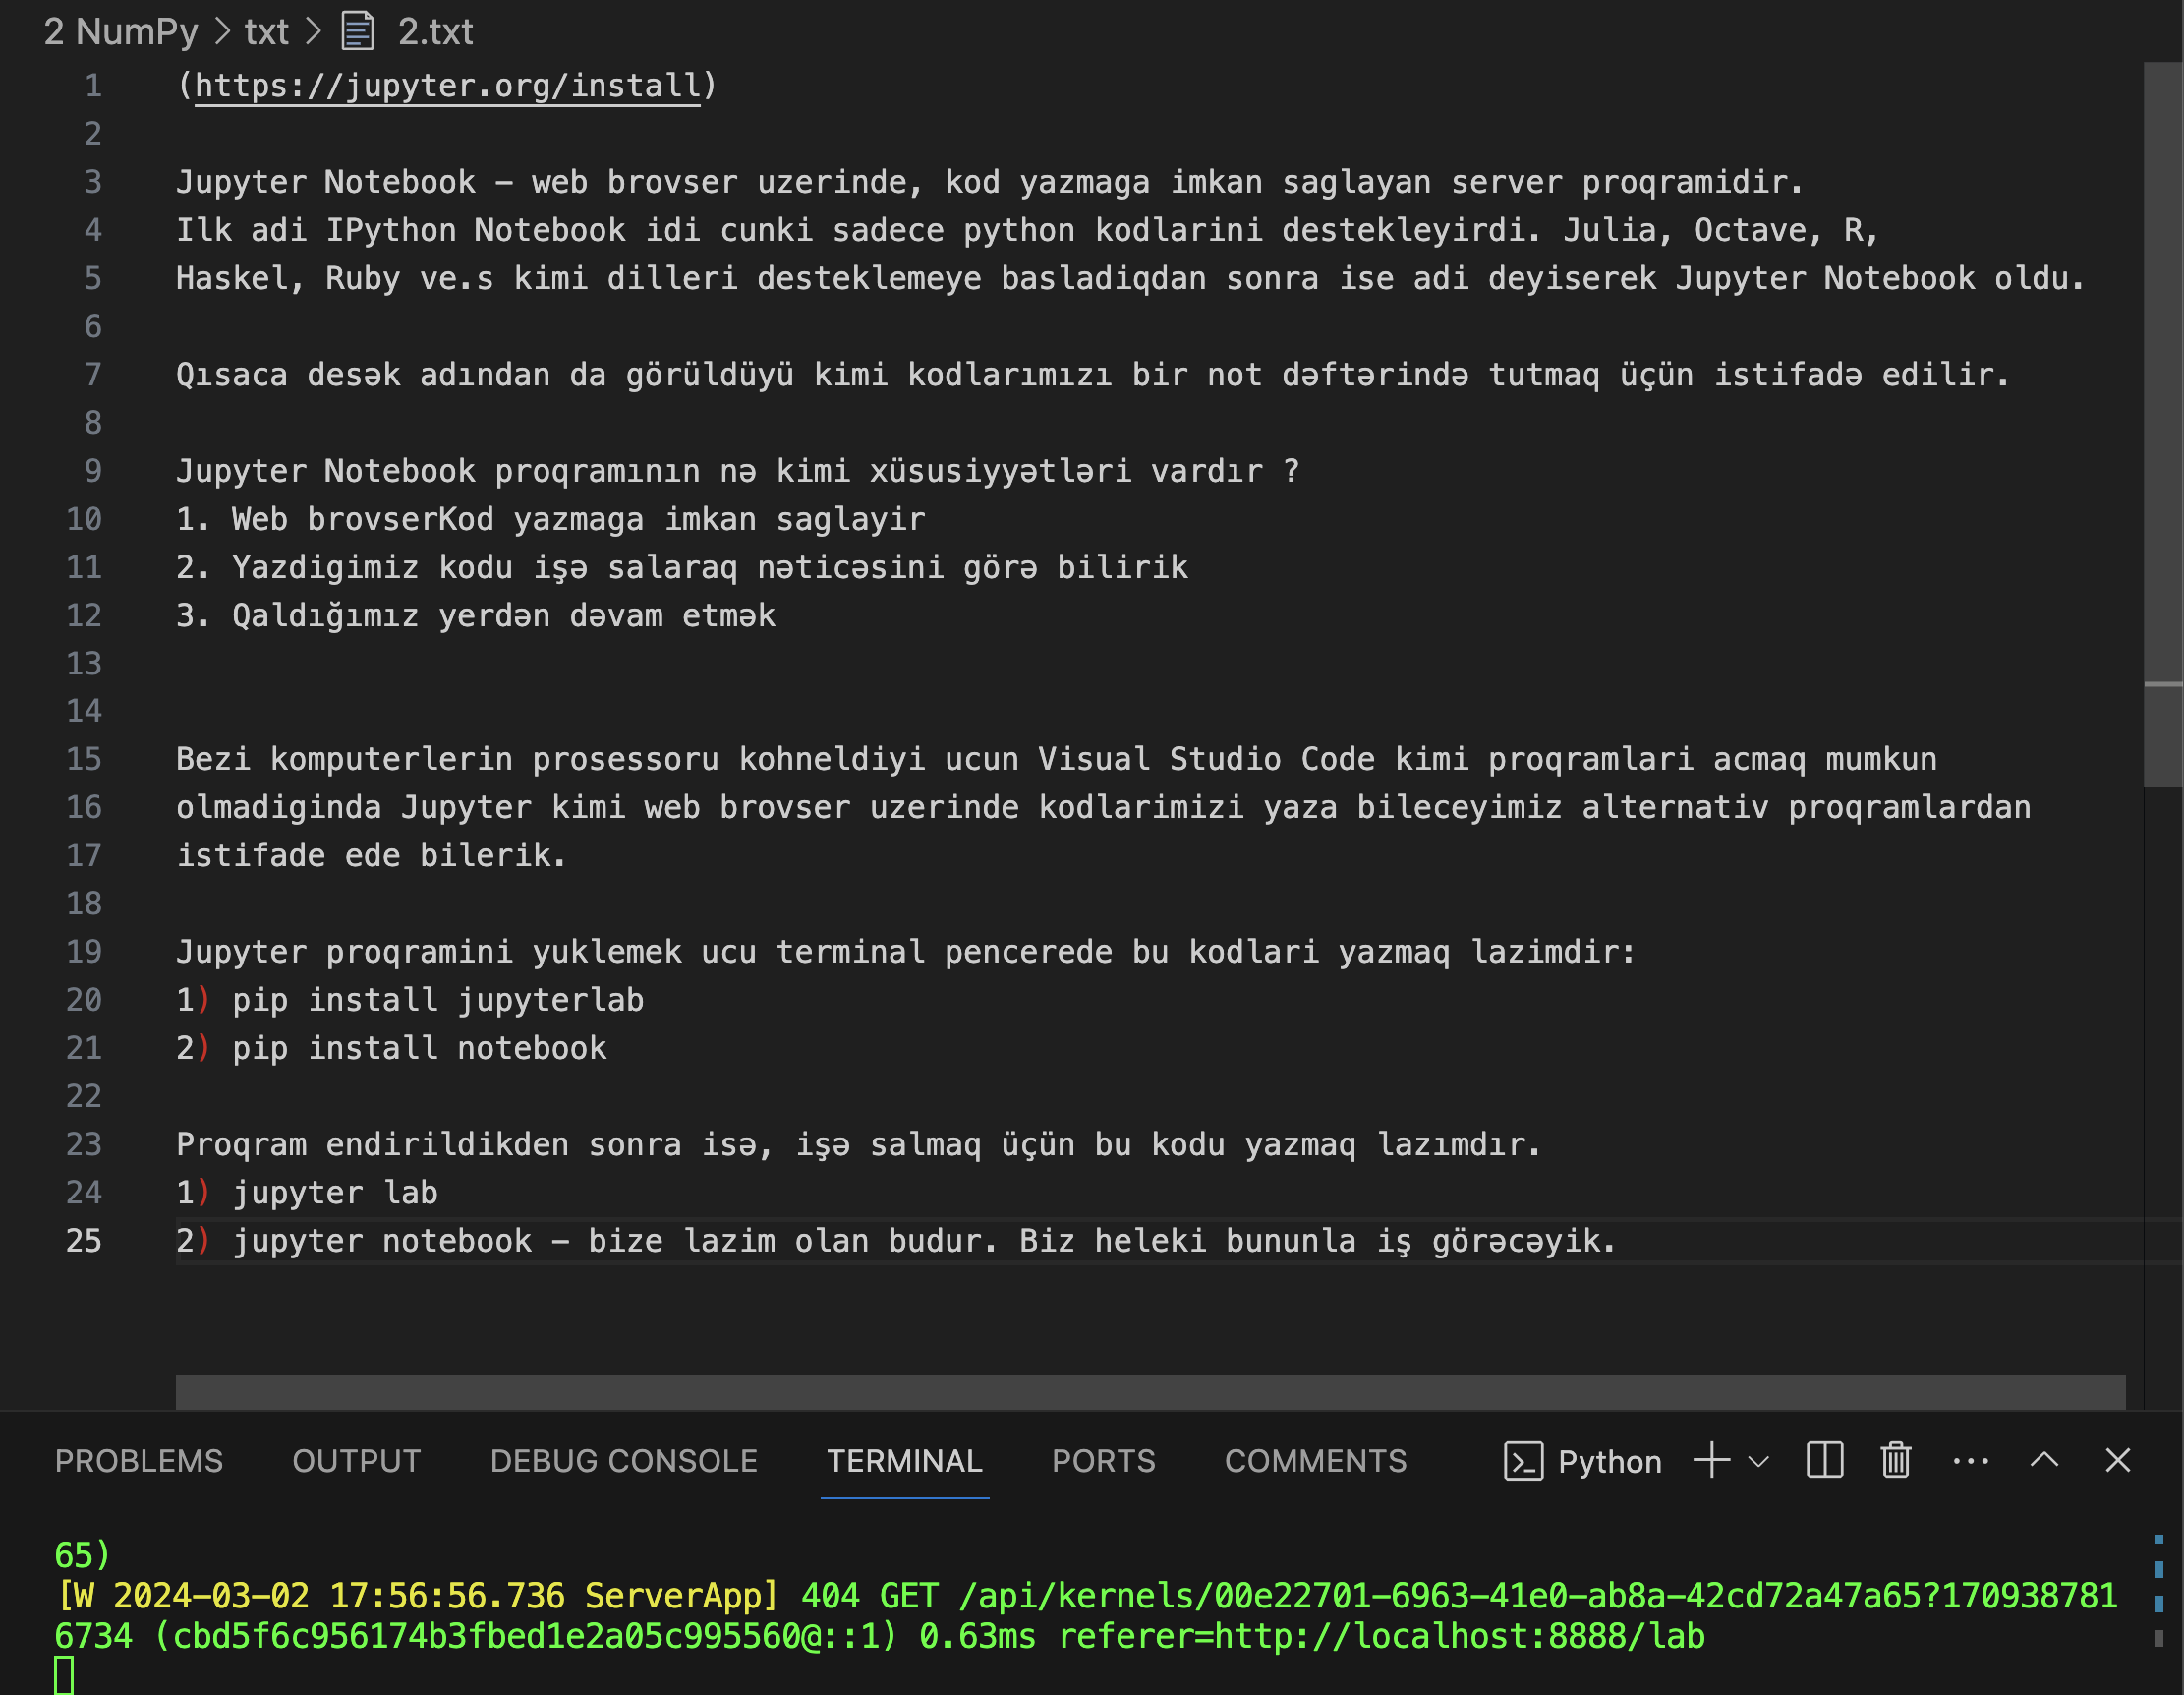 2 NumPy > txt > 2.txt
1 (https://jupyter.org/install)
2
3 Jupyter Notebook – web brovser uzerinde, kod yazmaga imkan saglayan server proqramidir.
4 Ilk adi IPython Notebook idi cunki sadece python kodlarini destekleyirdi. Julia, Octave, R,
5 Haskel, Ruby ve.s kimi dilleri desteklemeye basladiqdan sonra ise adi deyiserek Jupyter Notebook oldu.
6
7 Qısaca desək adından da görüldüyü kimi kodlarımızı bir not dəftərində tutmaq üçün istifadə edilir.
8
9 Jupyter Notebook proqramının nə kimi xüsusiyyətləri vardır ?
10 1. Web brovserKod yazmaga imkan saglayir
11 2. Yazdigimiz kodu işə salaraq nəticəsini görə bilirik
12 3. Qaldığımız yerdən dəvam etmək
13
14
15 Bezi komputerlerin prosessoru kohneldiyi ucun Visual Studio Code kimi proqramlari acmaq mumkun
16 olmadiginda Jupyter kimi web brovser uzerinde kodlarimizi yaza bileceyimiz alternativ proqramlardan
17 istifade ede bilerik.
18
19 Jupyter proqramini yuklemek ucu terminal pencerede bu kodlari yazmaq lazimdir:
20 1) pip install jupyterlab
21 2) pip install notebook
22
23 Proqram endirildikden sonra isə, işə salmaq üçün bu kodu yazmaq lazımdır.
24 1) jupyter lab
25 2) jupyter notebook – bize lazim olan budur. Biz heleki bununla iş görəcəyik.
PROBLEMS OUTPUT DEBUG CONSOLE TERMINAL PORTS COMMENTS Python
65)
[W 2024-03-02 17:56:56.736 ServerApp] 404 GET /api/kernels/00e22701-6963-41e0-ab8a-42cd72a47a65?170938781
6734 (cbd5f6c956174b3fbed1e2a05c995560@::1) 0.63ms referer=http://localhost:8888/lab